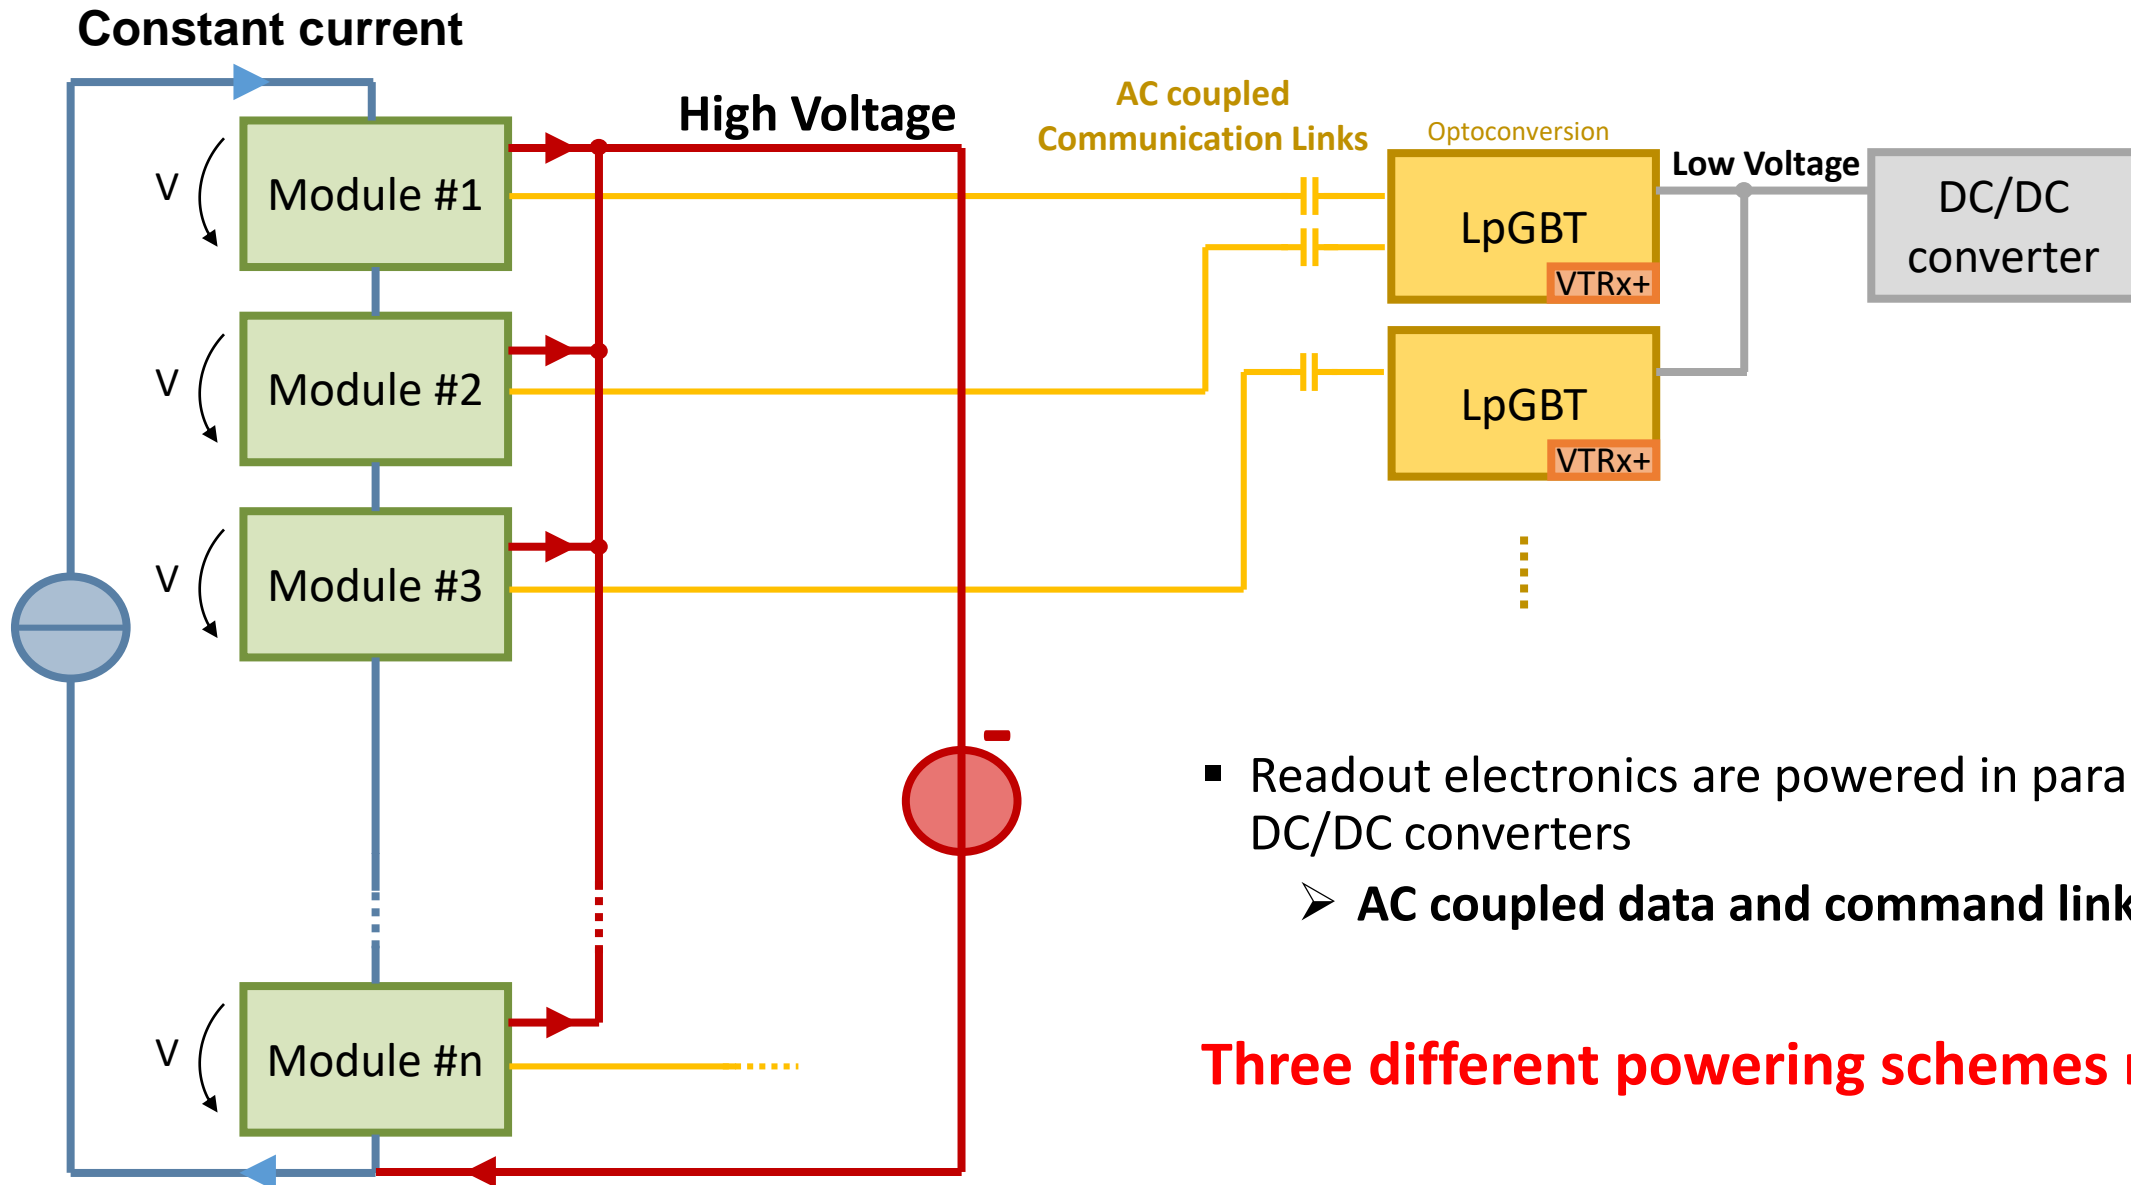 Constant current
High Voltage
AC coupled
Communication Links
Optoconversion
Low Voltage
V
Module #1
LpGBT
VTRx+
DC/DC
converter
V
Module #2
LpGBT
VTRx+
V
Module #3
-
▪ Readout electronics are powered in para
DC/DC converters
➢ AC coupled data and command link
V
Module #n
Three different powering schemes